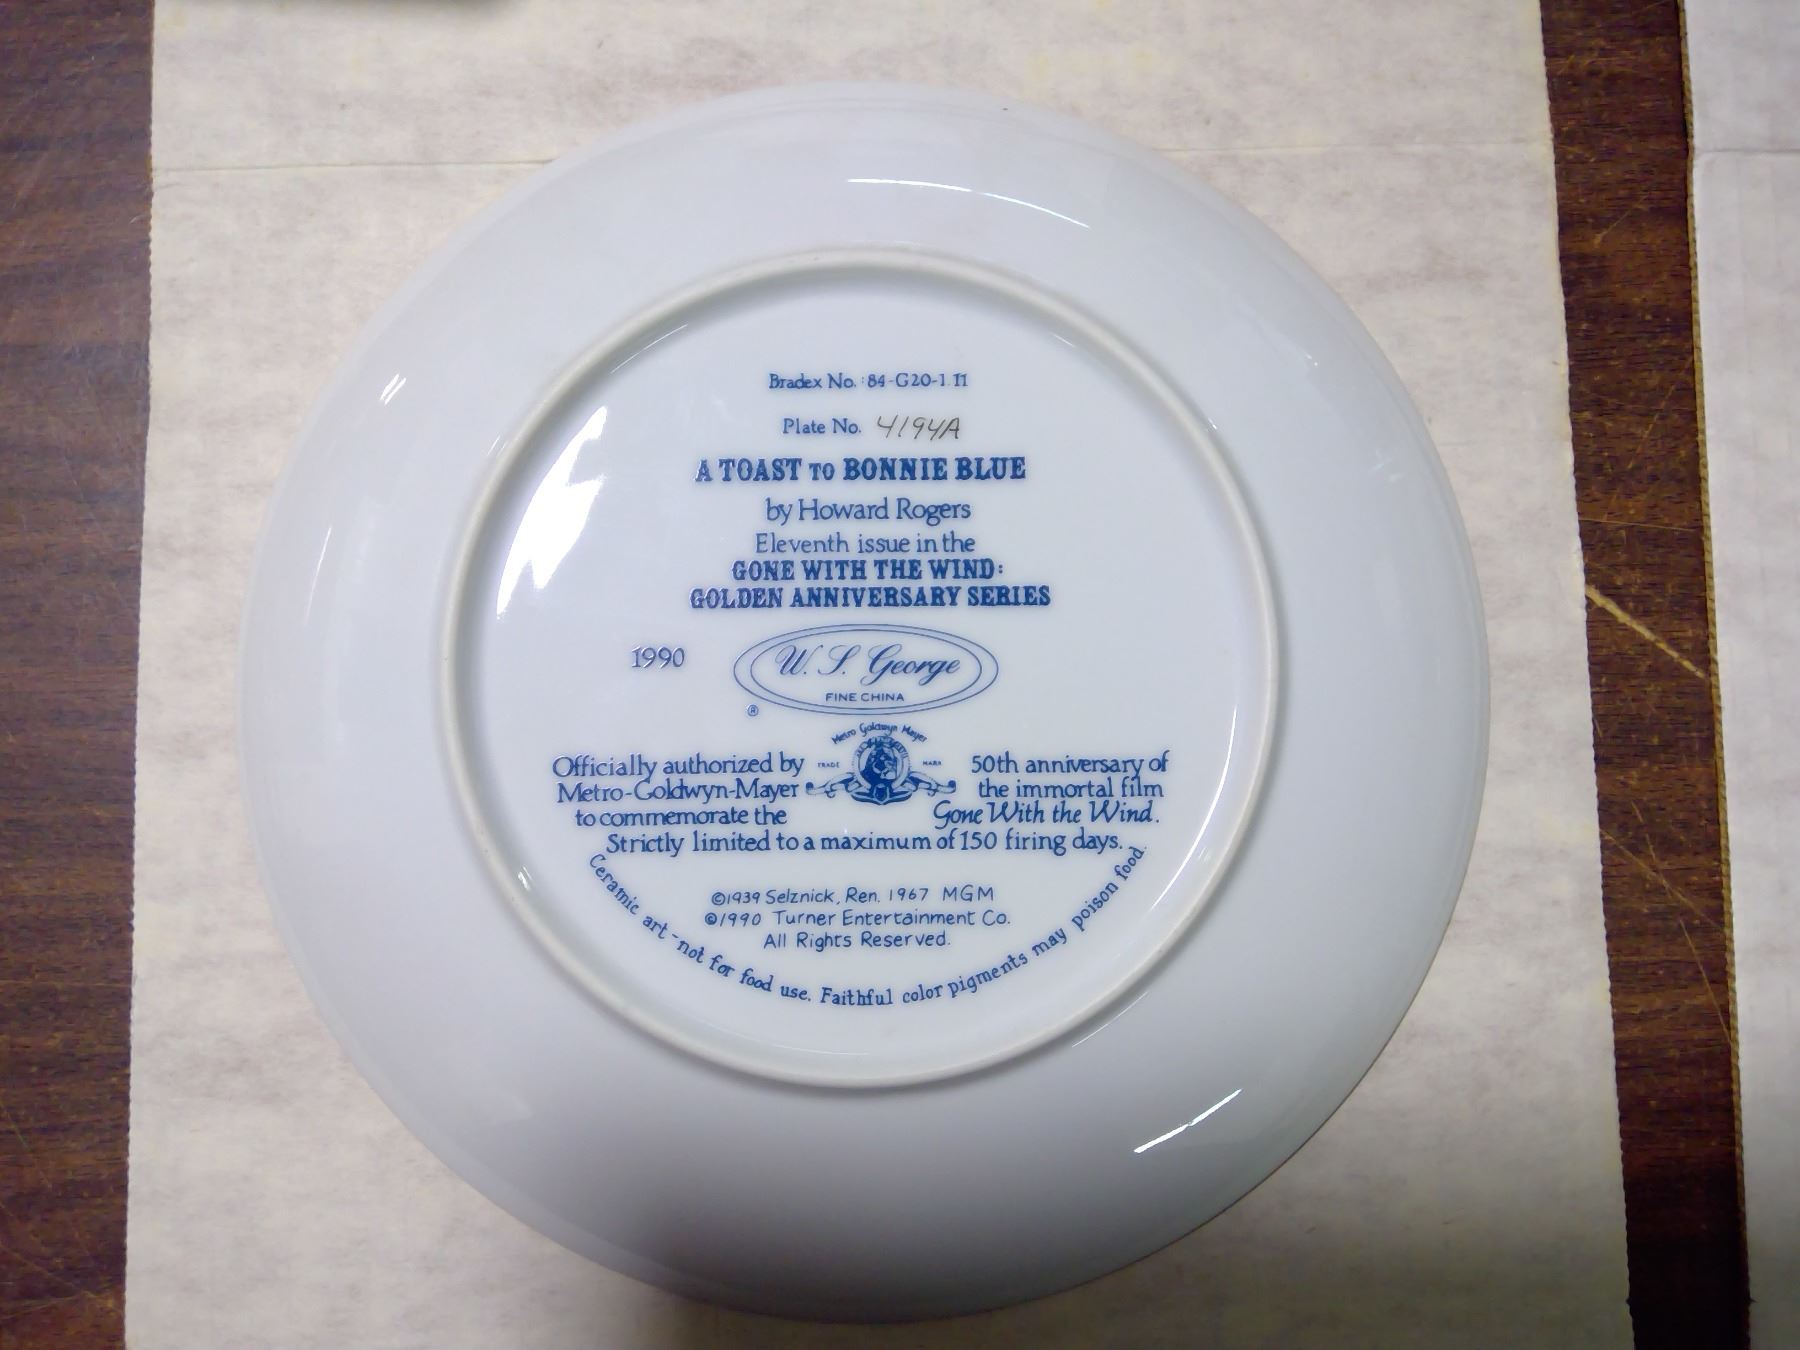 Bradex No.: 84-G20-1.11
Plate No. 4194A
A TOAST TO BONNIE BLUE
by Howard Rogers
Eleventh issue in the
GONE WITH THE WIND:
GOLDEN ANNIVERSARY SERIES
1990
W. S. George
FINE CHINA
®
Metro Goldwyn Mayer
TRADE MARK
Officially authorized by
Metro-Goldwyn-Mayer
to commemorate the
50th anniversary of
the immortal film
Gone With the Wind.
Strictly limited to a maximum of 150 firing days.
©1939 Selznick, Ren. 1967 MGM
©1990 Turner Entertainment Co.
All Rights Reserved.
Ceramic art - not for food use. Faithful color pigments may poison food.